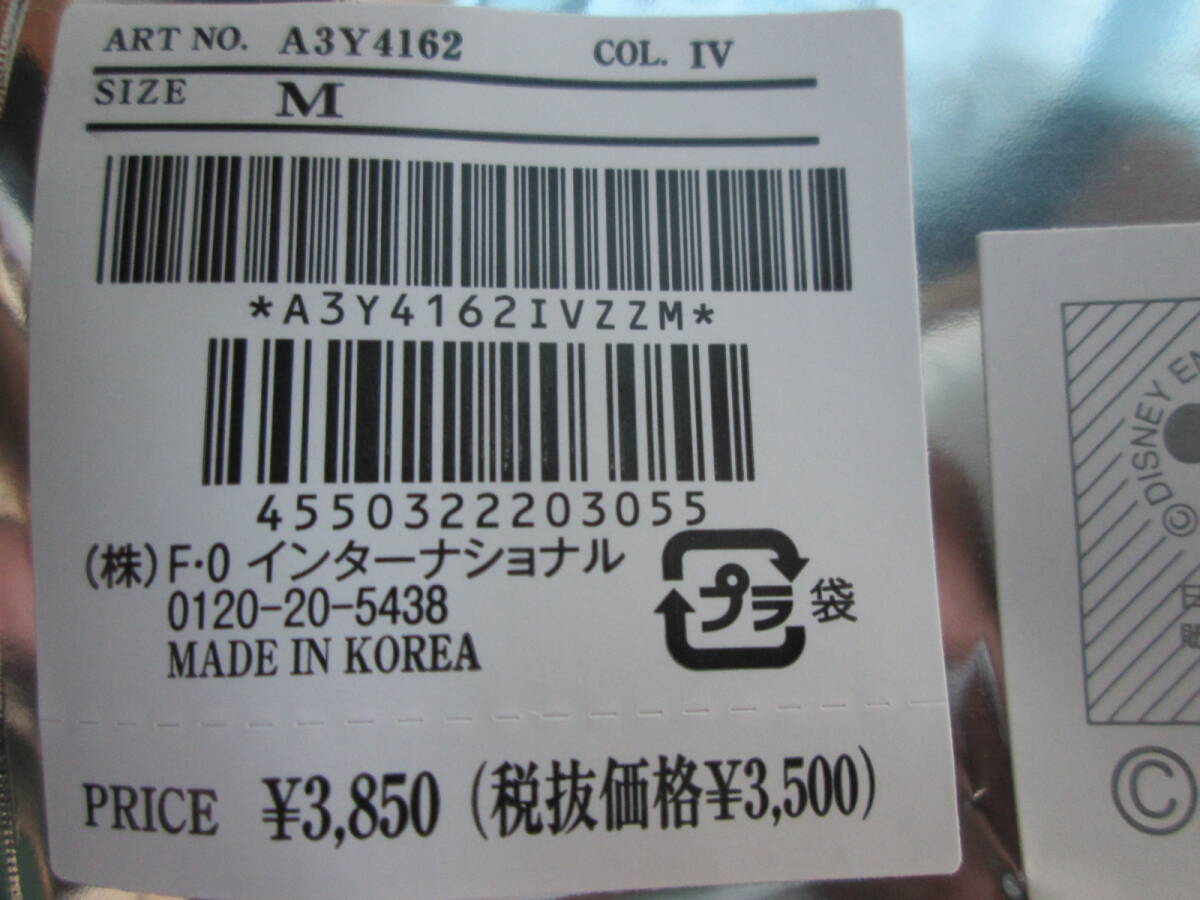 ART NO. A3Y4162 COL. IV
SIZE M
*A3Y4162IVZZM*
4550322203055
(株)F・O インターナショナル
0120-20-5438
MADE IN KOREA
プラ 袋
PRICE ¥3,850 (税抜価格¥3,500)
© DISNEY
©